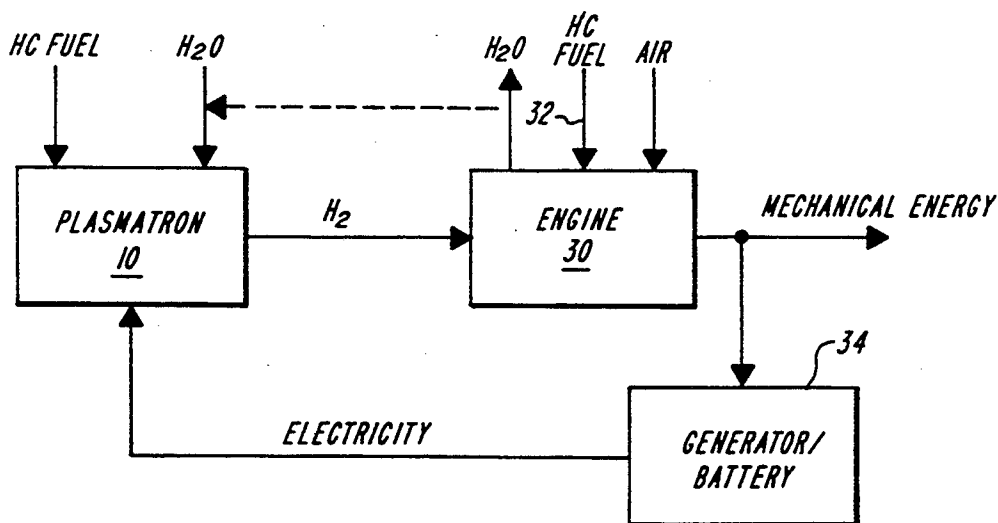 HC FUEL
H2O
H2O
HC
FUEL
AIR
32
PLASMATRON
10
H2
ENGINE
30
MECHANICAL ENERGY
34
ELECTRICITY
GENERATOR/
BATTERY